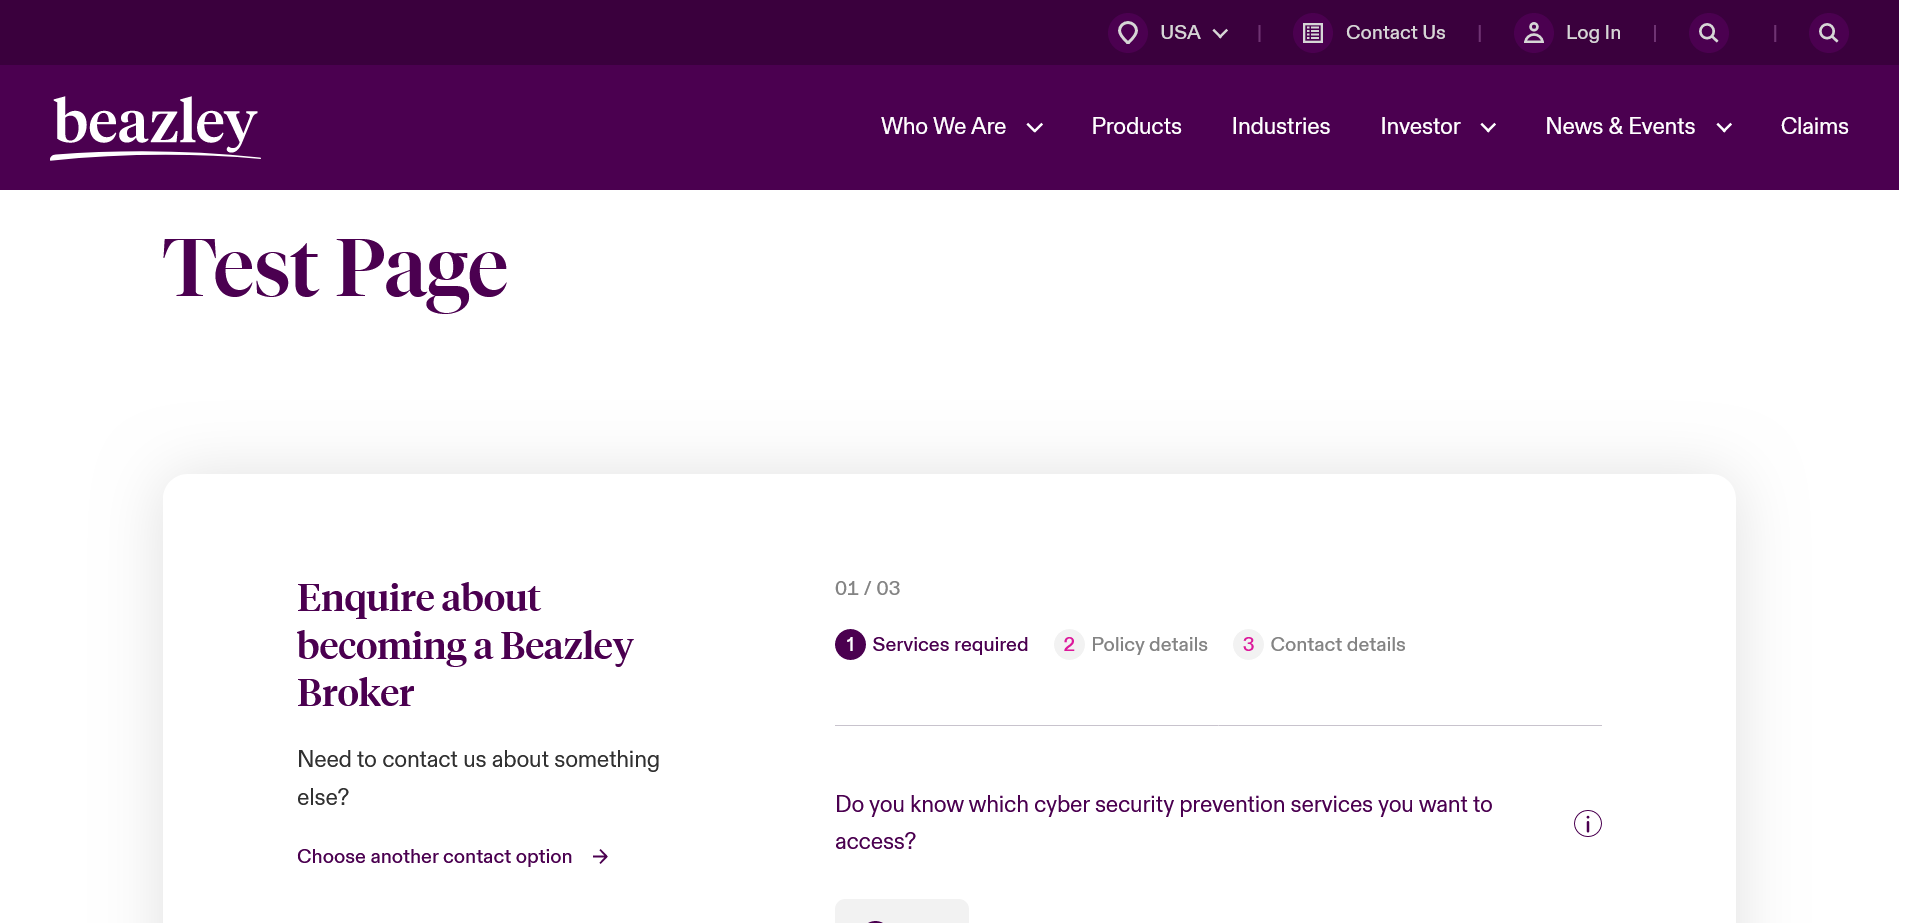 USA
Contact Us
Log In
beazley
Who We Are
Products
Industries
Investor
News & Events
Claims
Test Page
Enquire about
becoming a Beazley
Broker
Need to contact us about something
else?
Choose another contact option
01 / 03
1 Services required
2 Policy details
3 Contact details
Do you know which cyber security prevention services you want to
access?